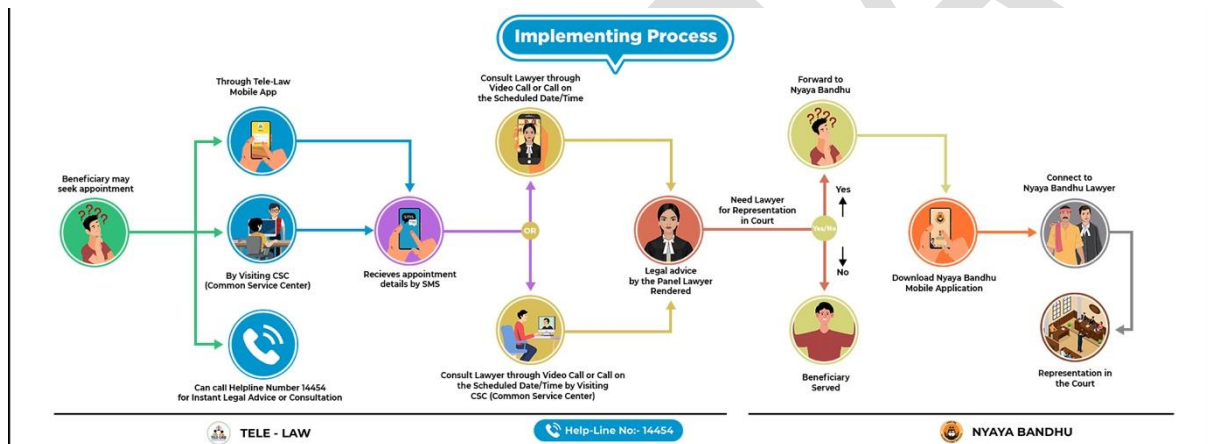 Implementing Process
Beneficiary may
seek appointment
Through Tele-Law
Mobile App
By Visiting CSC
(Common Service Center)
Can call Helpline Number 14454
for Instant Legal Advice or Consultation
Recieves appointment
details by SMS
Consult Lawyer through
Video Call or Call on
the Scheduled Date/Time
OR
Consult Lawyer through Video Call or Call on
the Scheduled Date/Time by Visiting
CSC (Common Service Center)
Legal advice
by the Panel Lawyer
Rendered
Need Lawyer
for Representation
in Court
Forward to
Nyaya Bandhu
Yes
Yes/No
No
Beneficiary
Served
Download Nyaya Bandhu
Mobile Application
Connect to
Nyaya Bandhu Lawyer
Representation in
the Court
TELE - LAW
Help-Line No:- 14454
NYAYA BANDHU